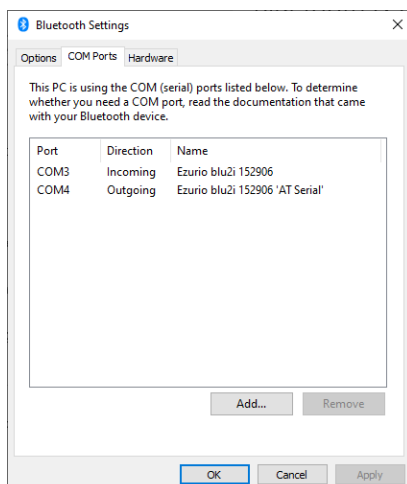 Bluetooth Settings
Options COM Ports Hardware
This PC is using the COM (serial) ports listed below. To determine
whether you need a COM port, read the documentation that came
with your Bluetooth device.
Port Direction Name
COM3 Incoming Ezurio blu2i 152906
COM4 Outgoing Ezurio blu2i 152906 'AT Serial'
Add... Remove
OK Cancel Apply